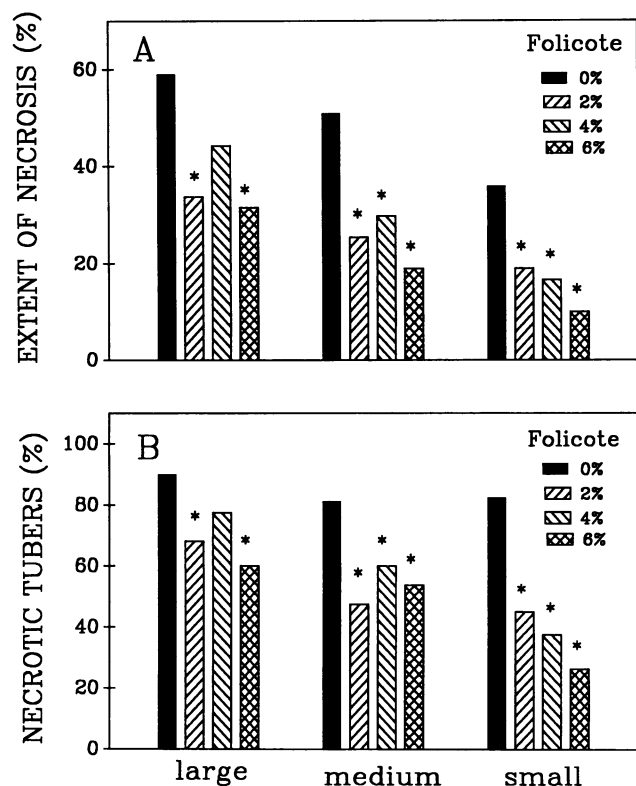 EXTENT OF NECROSIS (%)
60
40
20
0
A
Folicote
0%
2%
4%
6%
* * * * * * * *
NECROTIC TUBERS (%)
100
80
60
40
20
0
B
Folicote
0%
2%
4%
6%
* * * * * * * *
large medium small